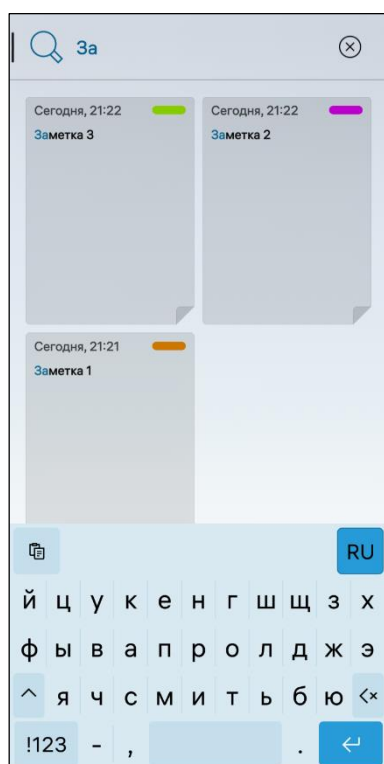 За
Сегодня, 21:22
Заметка 3
Сегодня, 21:22
Заметка 2
Сегодня, 21:21
Заметка 1
RU
й ц у к е н г ш щ з х
ф ы в а п р о л д ж э
я ч с м и т ь б ю
!123 - , .